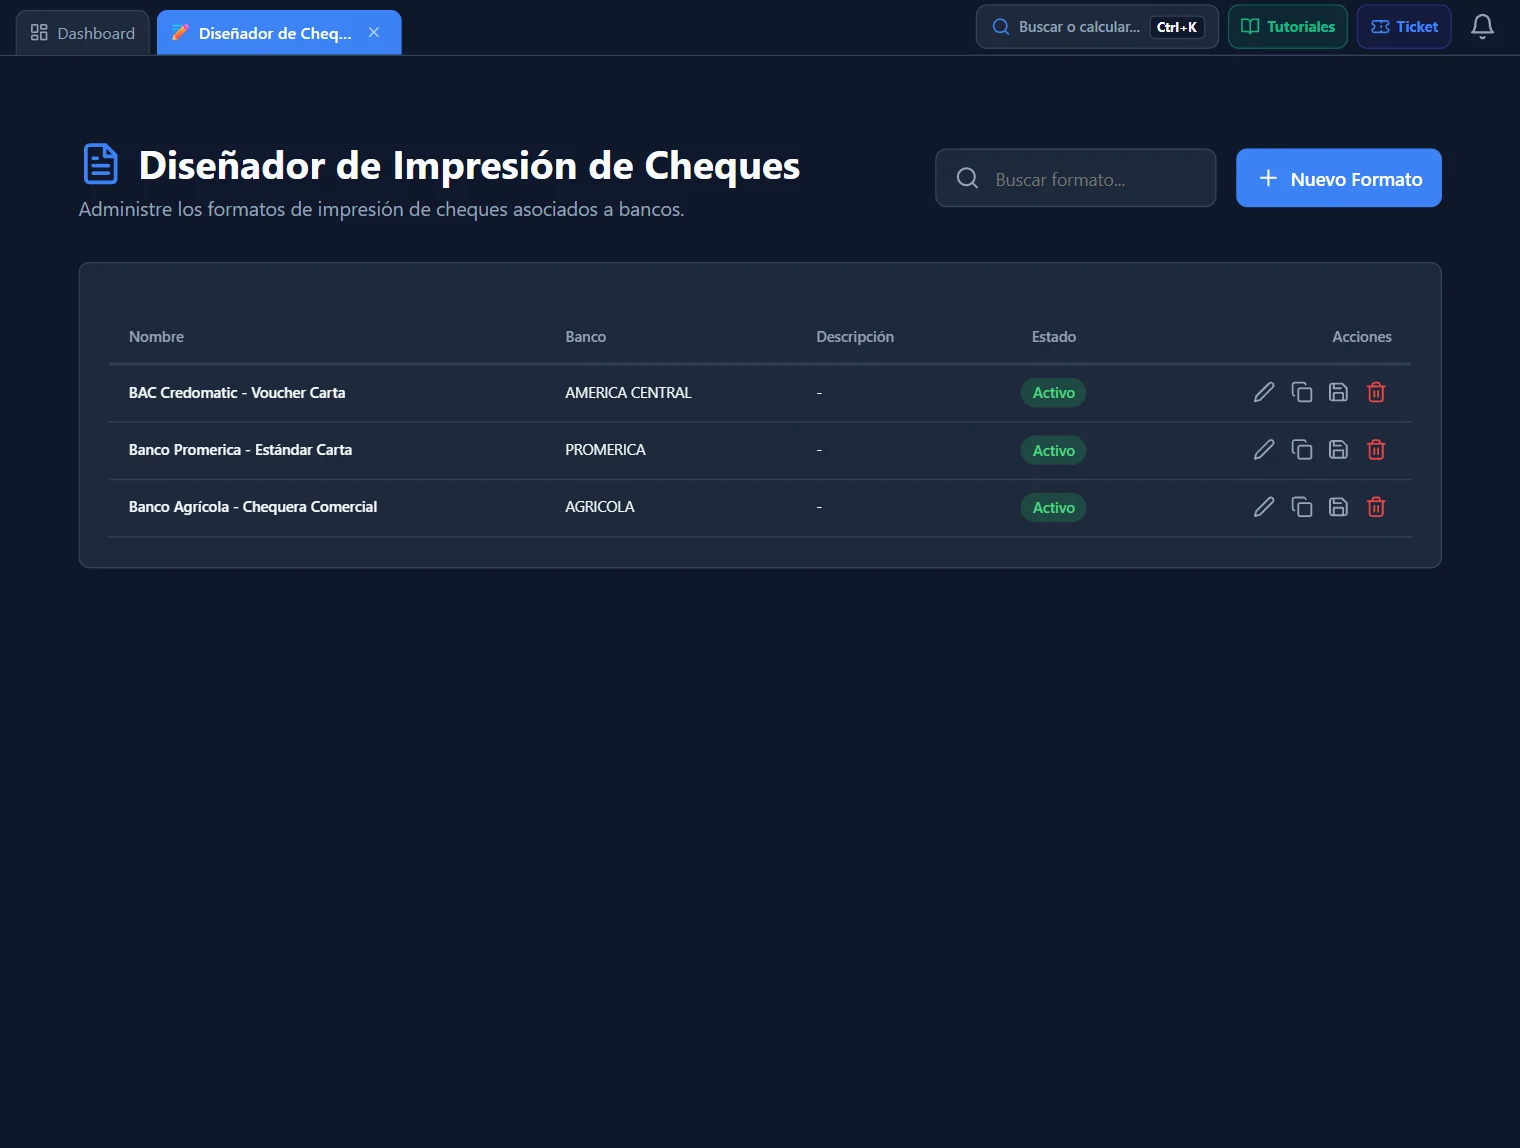 Dashboard
Diseñador de Cheq...
Buscar o calcular...
Ctrl+K
Tutoriales
Ticket
Diseñador de Impresión de Cheques
Administre los formatos de impresión de cheques asociados a bancos.
Buscar formato...
Nuevo Formato
Nombre Banco Descripción Estado Acciones
BAC Credomatic - Voucher Carta AMERICA CENTRAL - Activo
Banco Promerica - Estándar Carta PROMERICA - Activo
Banco Agrícola - Chequera Comercial AGRICOLA - Activo